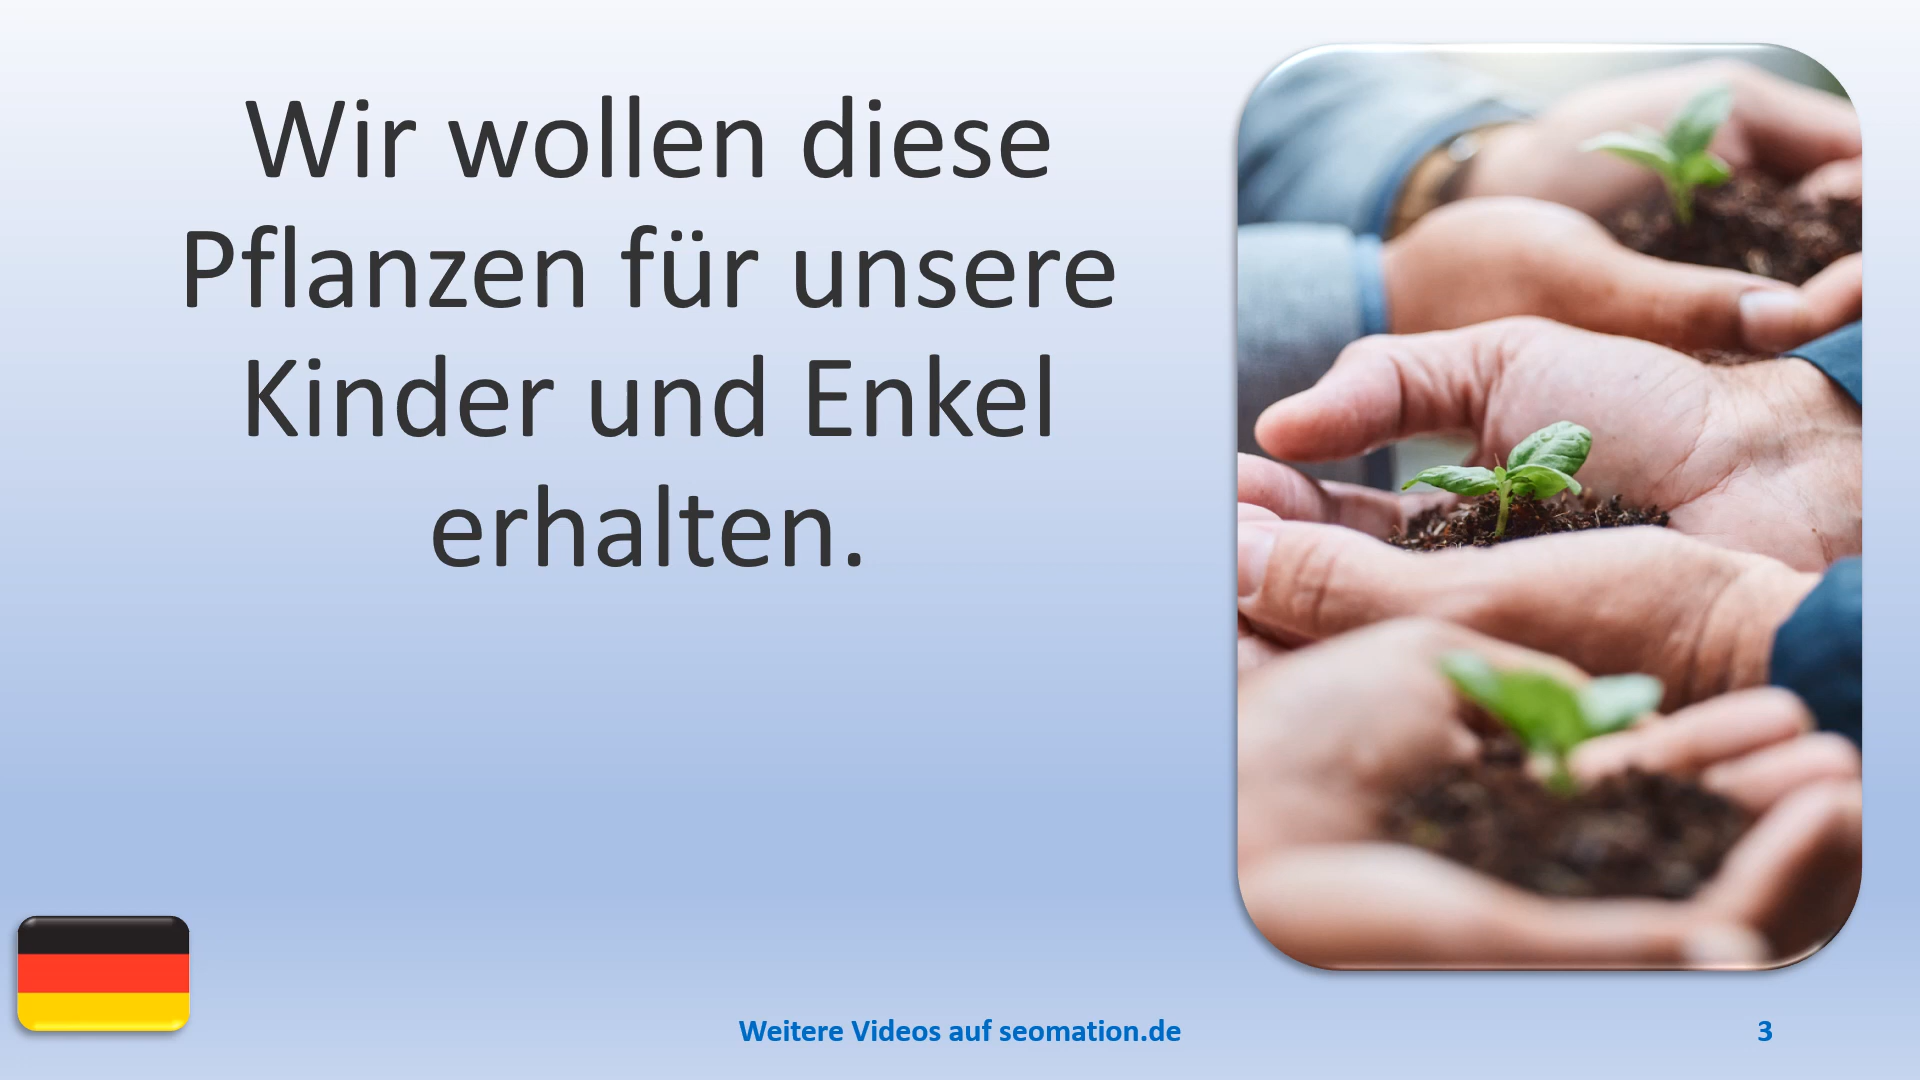 Wir wollen diese
Pflanzen für unsere
Kinder und Enkel
erhalten.
Weitere Videos auf seomation.de
3